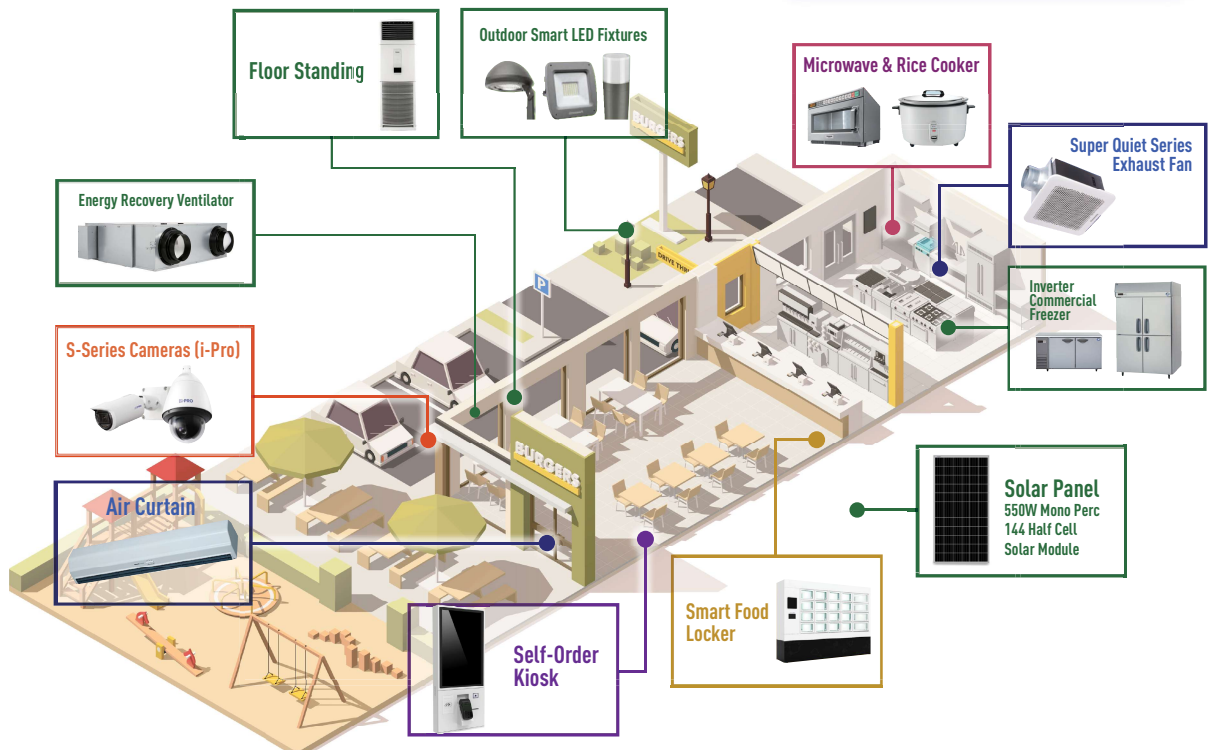 Floor Standing
Outdoor Smart LED Fixtures
Microwave & Rice Cooker
Super Quiet Series
Exhaust Fan
Energy Recovery Ventilator
Inverter
Commercial
Freezer
S-Series Cameras (i-Pro)
i-PRO
Air Curtain
BURGERS
DRIVE THR
P
BURGERS
Solar Panel
550W Mono Perc
144 Half Cell
Solar Module
Smart Food
Locker
Self-Order
Kiosk